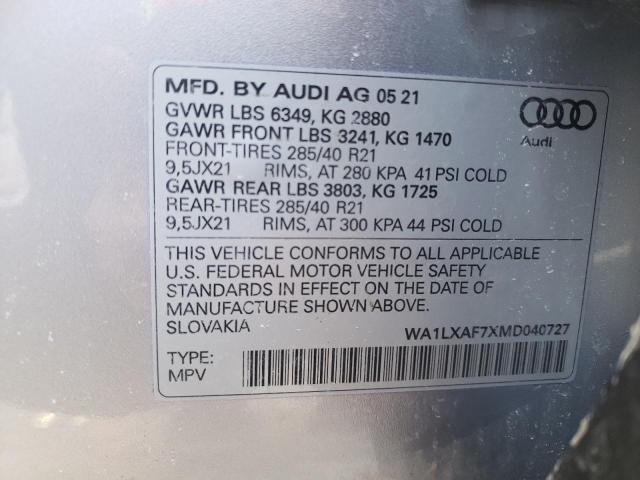 MFD. BY AUDI AG 05 21
GVWR LBS 6349, KG 2880
GAWR FRONT LBS 3241, KG 1470
FRONT-TIRES 285/40 R21
9,5JX21 RIMS, AT 280 KPA 41 PSI COLD
GAWR REAR LBS 3803, KG 1725
REAR-TIRES 285/40 R21
9,5JX21 RIMS, AT 300 KPA 44 PSI COLD
Audi
THIS VEHICLE CONFORMS TO ALL APPLICABLE
U.S. FEDERAL MOTOR VEHICLE SAFETY
STANDARDS IN EFFECT ON THE DATE OF
MANUFACTURE SHOWN ABOVE.
SLOVAKIA WA1LXAF7XMD040727
TYPE:
MPV